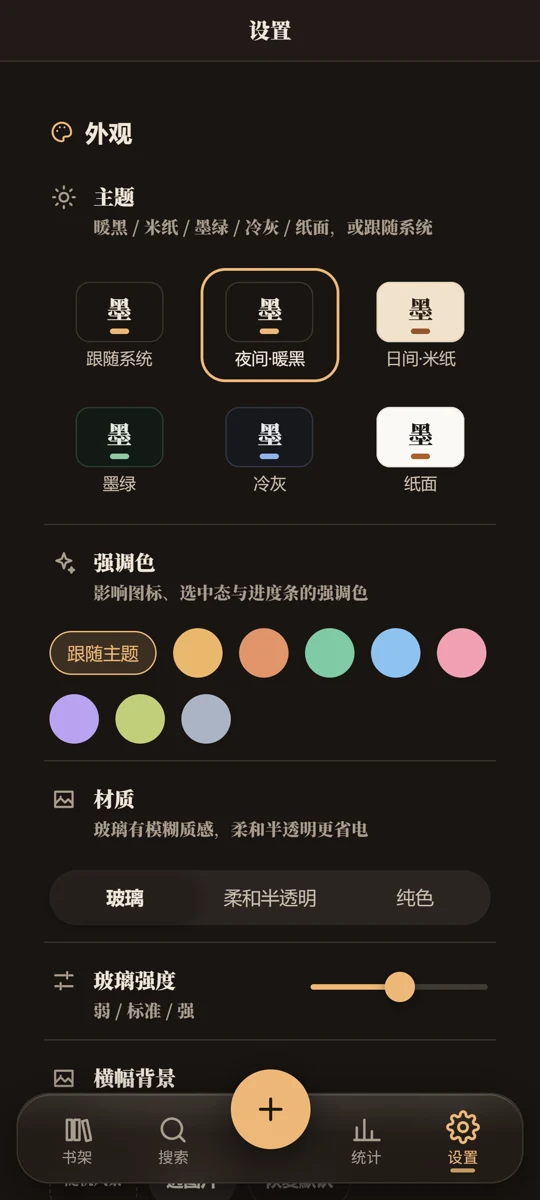 设置
外观
主题
暖黑 / 米纸 / 墨绿 / 冷灰 / 纸面，或跟随系统
墨 墨 墨
跟随系统 夜间·暖黑 日间·米纸
墨 墨 墨
墨绿 冷灰 纸面
强调色
影响图标、选中态与进度条的强调色
跟随主题
材质
玻璃有模糊质感，柔和半透明更省电
玻璃 柔和半透明 纯色
玻璃强度
弱 / 标准 / 强
横幅背景
书架 搜索 统计 设置